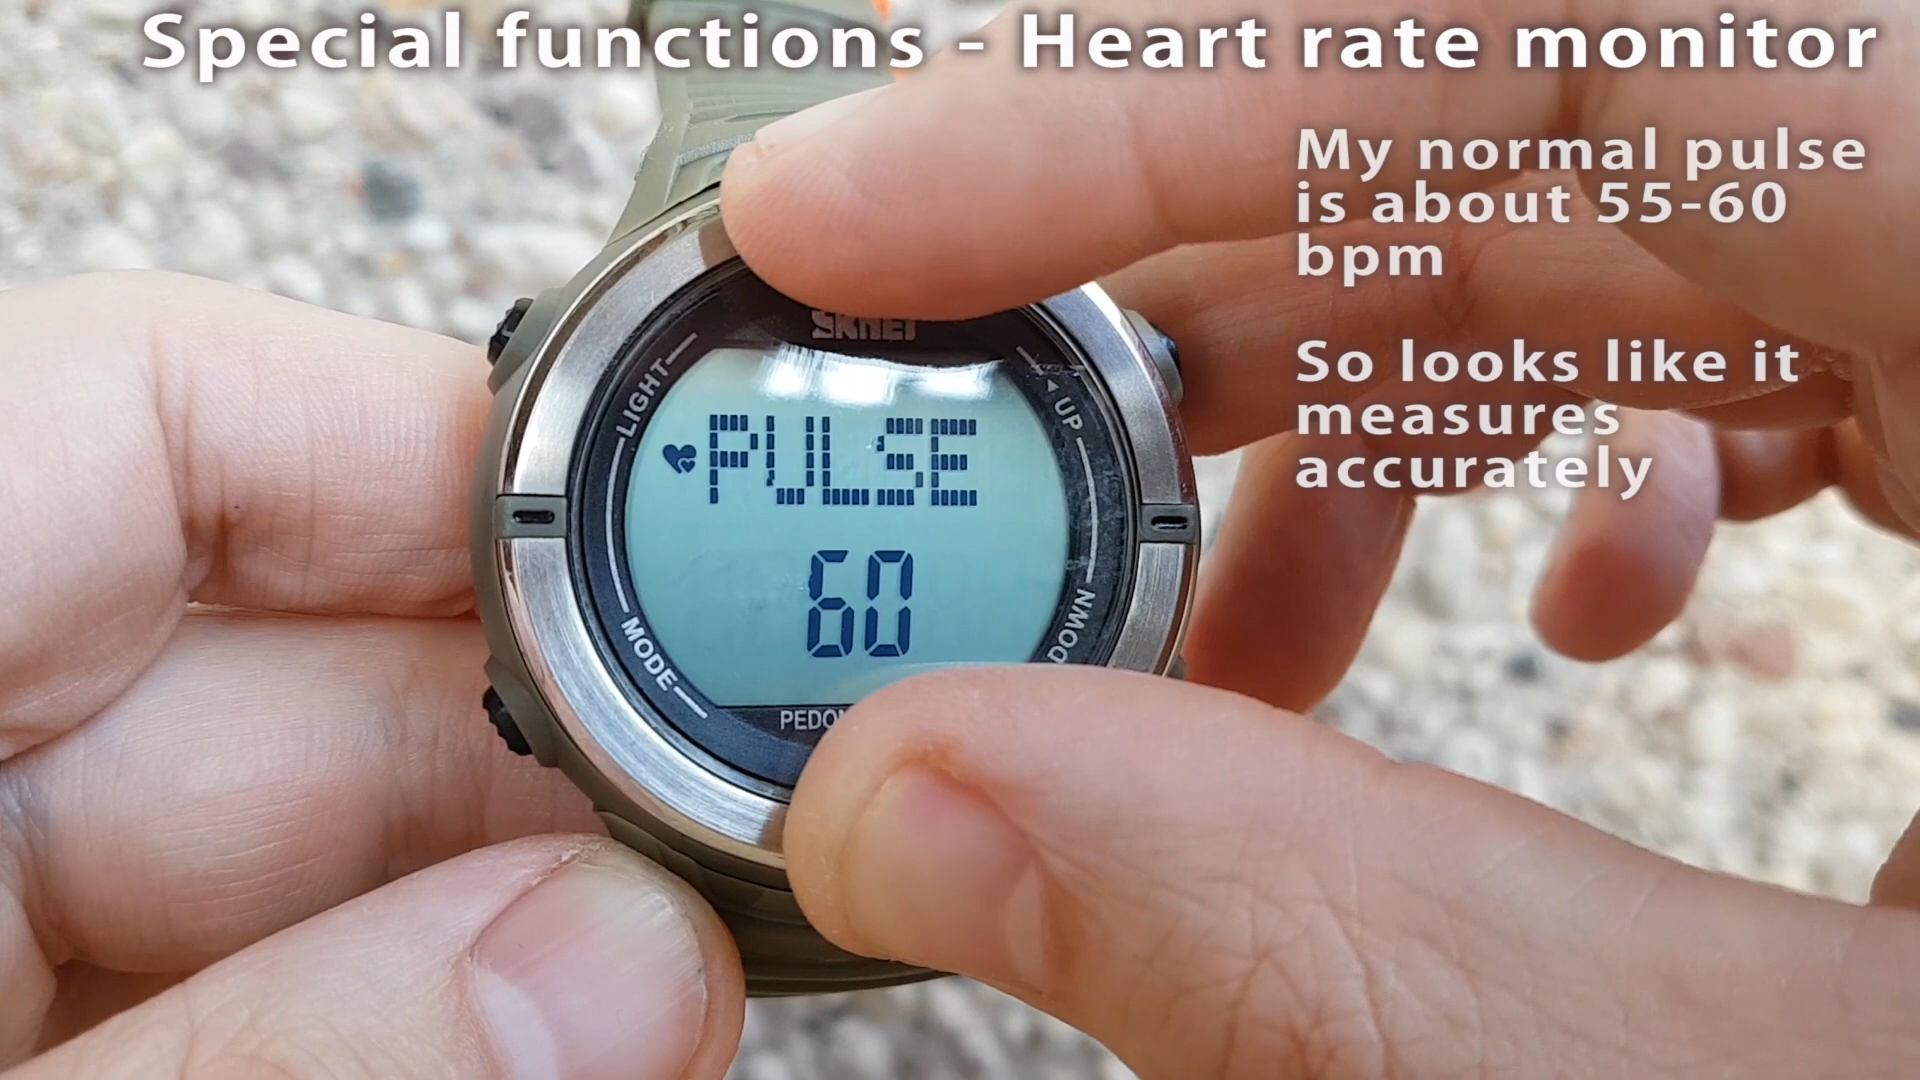 Special functions - Heart rate monitor
My normal pulse
is about 55-60
bpm
So looks like it
measures
accurately
SKMEI
LIGHT
UP
PULSE
60
MODE
DOWN